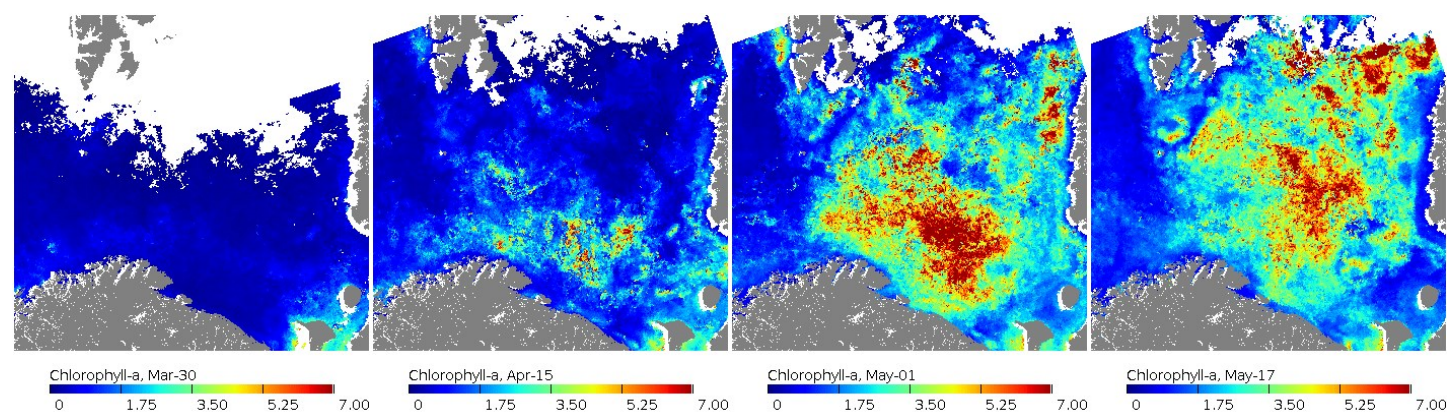 Chlorophyll-a, Mar-30
0 1.75 3.50 5.25 7.00
Chlorophyll-a, Apr-15
0 1.75 3.50 5.25 7.00
Chlorophyll-a, May-01
0 1.75 3.50 5.25 7.00
Chlorophyll-a, May-17
0 1.75 3.50 5.25 7.00